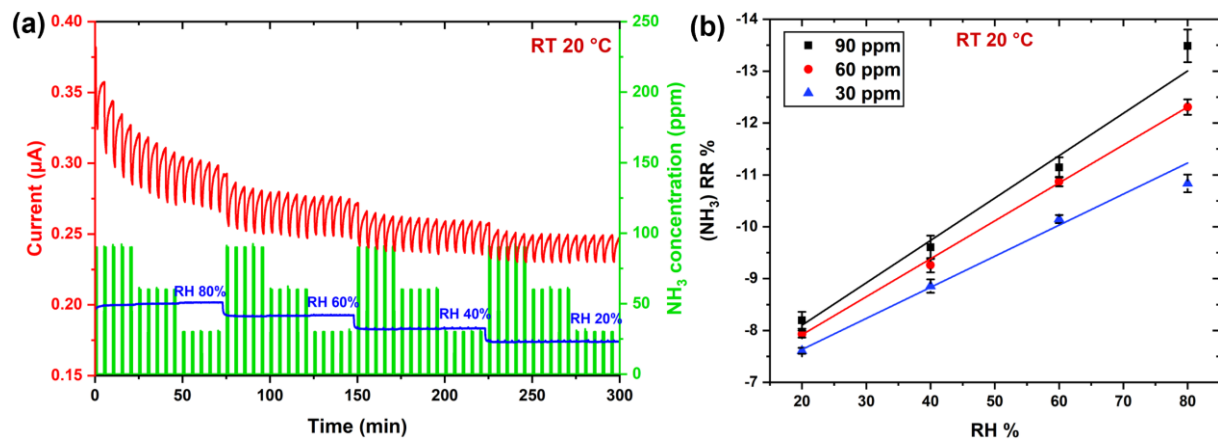 (a)
0.40
0.35
0.30
0.25
0.20
0.15
Current (µA)
RT 20 °C
RH 80%
RH 60%
RH 40%
RH 20%
250
200
150
100
50
0
NH₃ concentration (ppm)
0 50 100 150 200 250 300
Time (min)
(b)
-14
-13
-12
-11
-10
-9
-8
-7
(NH₃) RR %
90 ppm
60 ppm
30 ppm
RT 20 °C
20 30 40 50 60 70 80
RH %